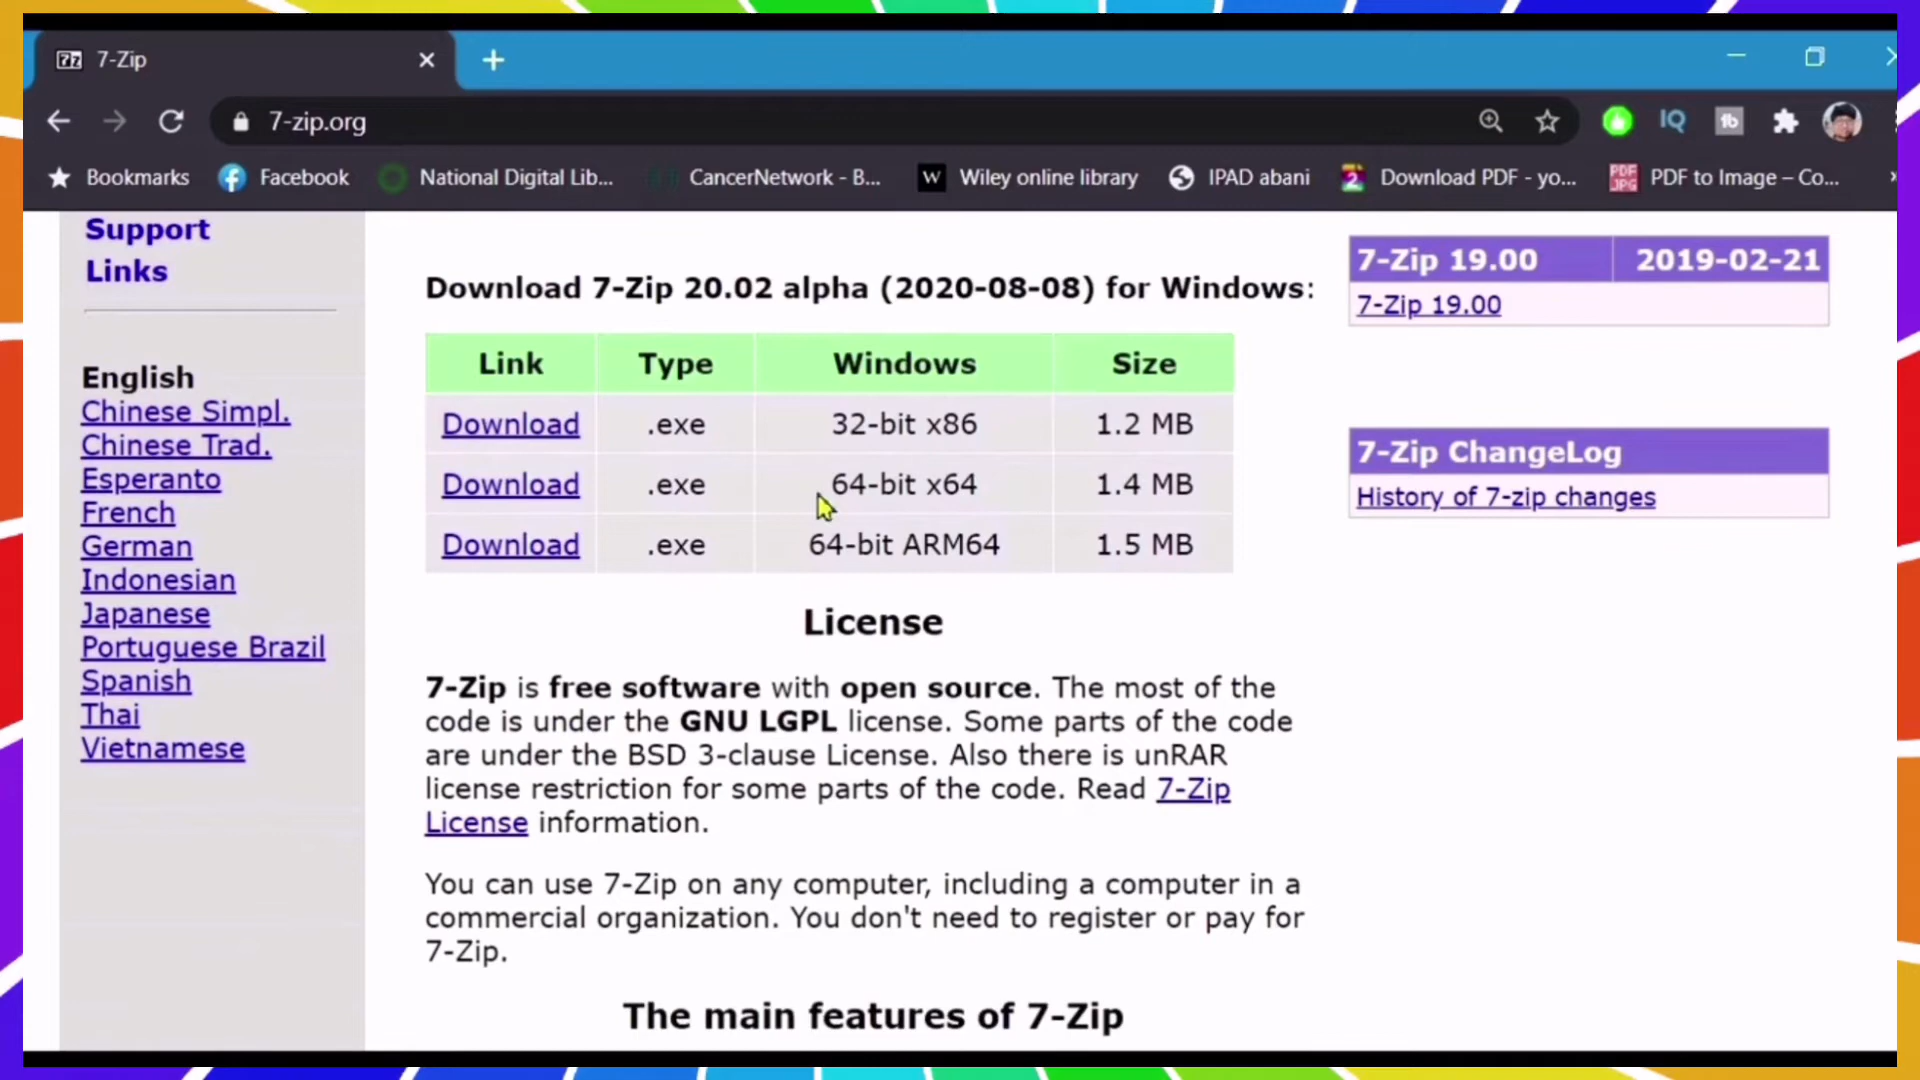 7z 7-Zip
7-zip.org
IQ tb
Bookmarks Facebook National Digital Lib... CancerNetwork - B... W Wiley online library IPAD abani 2 Download PDF - yo... PDF JPG PDF to Image – Co...
Support
Links
English
Chinese Simpl.
Chinese Trad.
Esperanto
French
German
Indonesian
Japanese
Portuguese Brazil
Spanish
Thai
Vietnamese
Download 7-Zip 20.02 alpha (2020-08-08) for Windows:
Link Type Windows Size
Download .exe 32-bit x86 1.2 MB
Download .exe 64-bit x64 1.4 MB
Download .exe 64-bit ARM64 1.5 MB
License
7-Zip is free software with open source. The most of the
code is under the GNU LGPL license. Some parts of the code
are under the BSD 3-clause License. Also there is unRAR
license restriction for some parts of the code. Read 7-Zip
License information.
You can use 7-Zip on any computer, including a computer in a
commercial organization. You don't need to register or pay for
7-Zip.
The main features of 7-Zip
7-Zip 19.00 2019-02-21
7-Zip 19.00
7-Zip ChangeLog
History of 7-zip changes